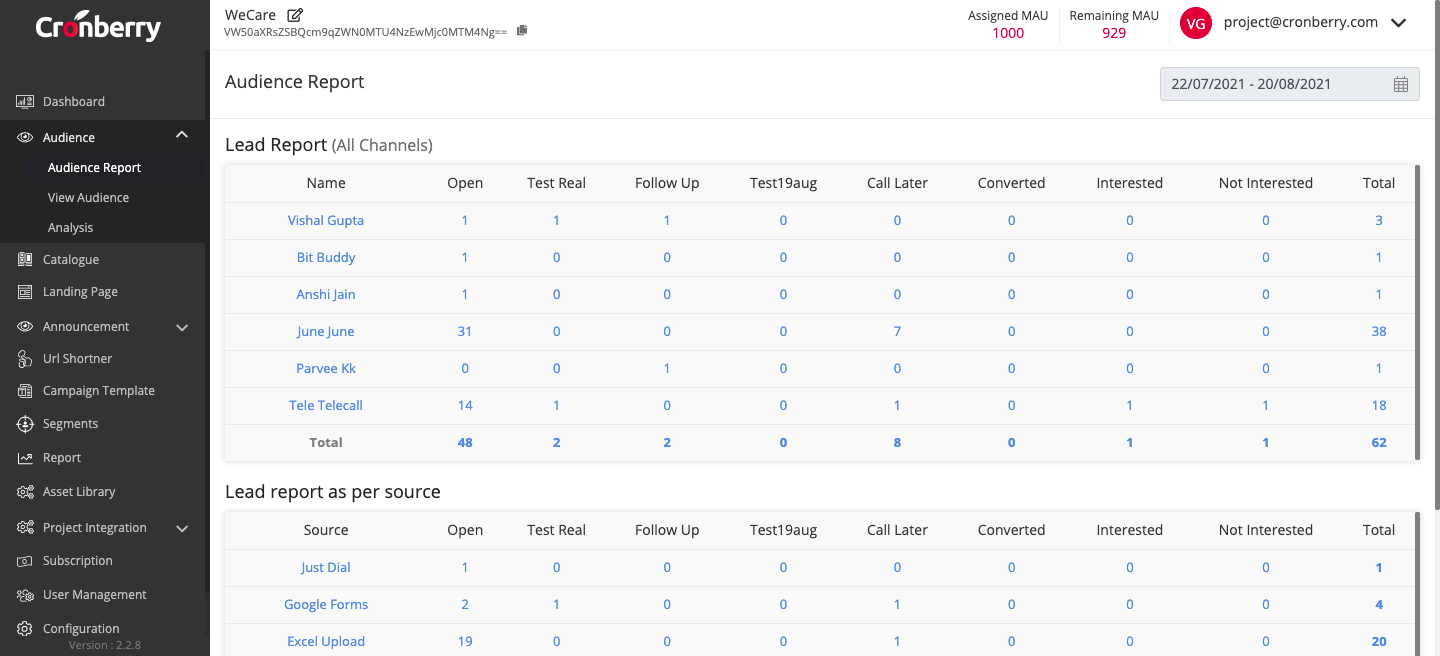 Cronberry
WeCare
VW50aXRsZSBQcm9qZWN0MTU4NzEwMjc0MTM4Ng==
Assigned MAU
1000
Remaining MAU
929
VG
project@cronberry.com
Dashboard
Audience
Audience Report
View Audience
Analysis
Catalogue
Landing Page
Announcement
Url Shortner
Campaign Template
Segments
Report
Asset Library
Project Integration
Subscription
User Management
Configuration
Version : 2.2.8
Audience Report
22/07/2021 - 20/08/2021
Lead Report (All Channels)
Name Open Test Real Follow Up Test19aug Call Later Converted Interested Not Interested Total
Vishal Gupta 1 1 1 0 0 0 0 0 3
Bit Buddy 1 0 0 0 0 0 0 0 1
Anshi Jain 1 0 0 0 0 0 0 0 1
June June 31 0 0 0 7 0 0 0 38
Parvee Kk 0 0 1 0 0 0 0 0 1
Tele Telecall 14 1 0 0 1 0 1 1 18
Total 48 2 2 0 8 0 1 1 62
Lead report as per source
Source Open Test Real Follow Up Test19aug Call Later Converted Interested Not Interested Total
Just Dial 1 0 0 0 0 0 0 0 1
Google Forms 2 1 0 0 1 0 0 0 4
Excel Upload 19 0 0 0 1 0 0 0 20